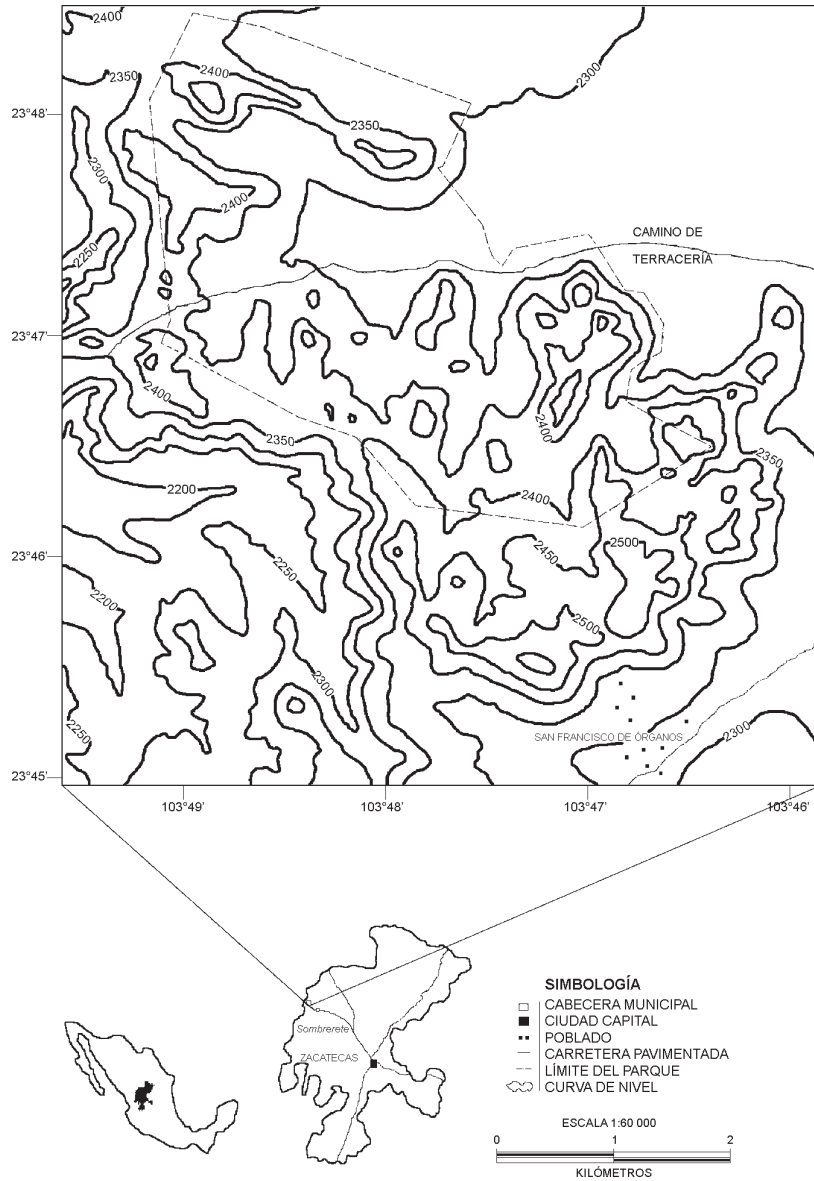 2400
2350
2400
2300
23°48'
2350
2300
2400
2250
CAMINO DE
TERRACERÍA
23°47'
2400
2400
2350
2350
2200
2400
2450
2500
23°46'
2250
2200
2500
2300
2250
SAN FRANCISCO DE ÓRGANOS
2300
23°45'
103°49'
103°48'
103°47'
103°46'
SIMBOLOGÍA
CABECERA MUNICIPAL
CIUDAD CAPITAL
POBLADO
CARRETERA PAVIMENTADA
LÍMITE DEL PARQUE
CURVA DE NIVEL
Sombrerete
ZACATECAS
ESCALA 1:60 000
0 1 2
KILÓMETROS